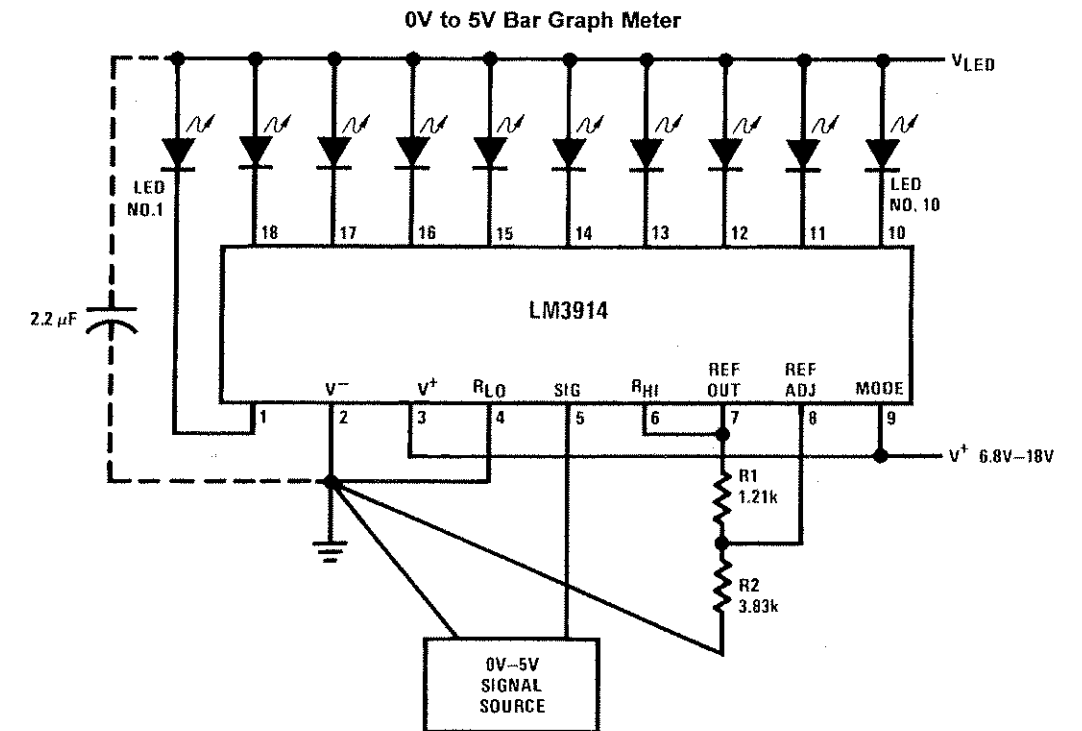 0V to 5V Bar Graph Meter
VLED
LED
NO.1
LED
NO. 10
18 17 16 15 14 13 12 11 10
2.2 μF
LM3914
V− V+ RLO SIG RHI REF OUT REF ADJ MODE
1 2 3 4 5 6 7 8 9
V+ 6.8V–18V
R1
1.21k
R2
3.83k
0V–5V
SIGNAL
SOURCE